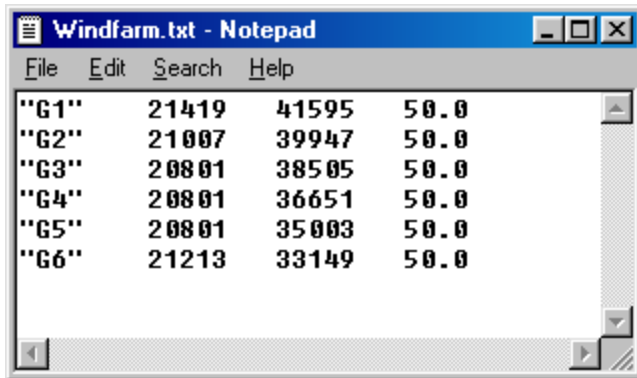 Windfarm.txt - Notepad
File Edit Search Help
"G1" 21419 41595 50.0
"G2" 21007 39947 50.0
"G3" 20801 38505 50.0
"G4" 20801 36651 50.0
"G5" 20801 35003 50.0
"G6" 21213 33149 50.0